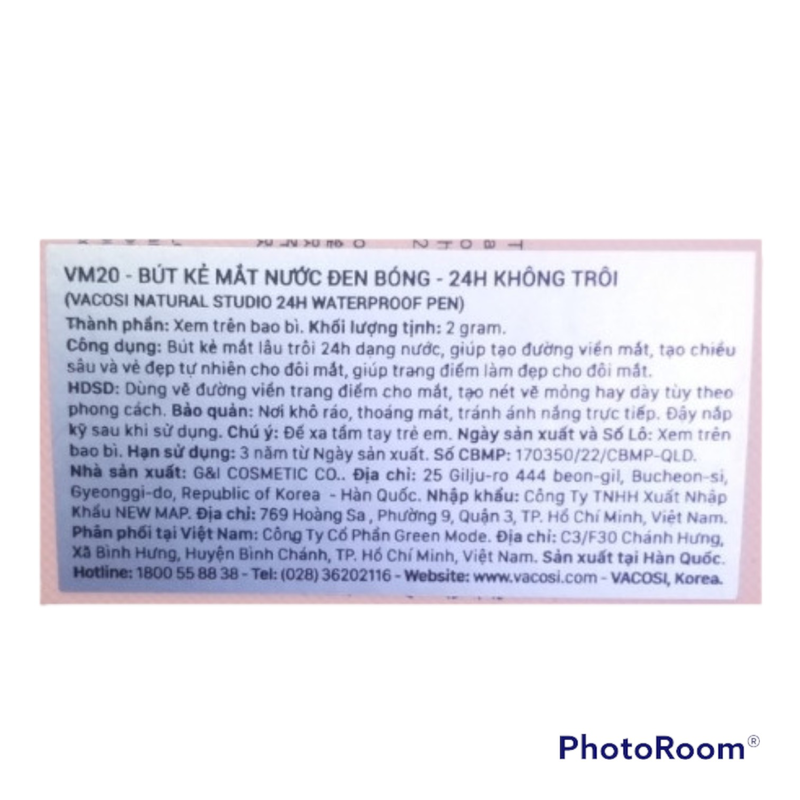 VM20 - BÚT KẺ MẮT NƯỚC ĐEN BÓNG - 24H KHÔNG TRÔI
(VACOSI NATURAL STUDIO 24H WATERPROOF PEN)
Thành phần: Xem trên bao bì. Khối lượng tịnh: 2 gram.
Công dụng: Bút kẻ mắt lâu trôi 24h dạng nước, giúp tạo đường viền mắt, tạo chiều
sâu và vẻ đẹp tự nhiên cho đôi mắt, giúp trang điểm làm đẹp cho đôi mắt.
HDSD: Dùng vẽ đường viền trang điểm cho mắt, tạo nét vẽ mỏng hay dày tùy theo
phong cách. Bảo quản: Nơi khô ráo, thoáng mát, tránh ánh nắng trực tiếp. Đậy nắp
kỹ sau khi sử dụng. Chú ý: Để xa tầm tay trẻ em. Ngày sản xuất và Số Lô: Xem trên
bao bì. Hạn sử dụng: 3 năm từ Ngày sản xuất. Số CBMP: 170350/22/CBMP-QLD.
Nhà sản xuất: G&I COSMETIC CO.. Địa chỉ: 25 Gilju-ro 444 beon-gil, Bucheon-si,
Gyeonggi-do, Republic of Korea - Hàn Quốc. Nhập khẩu: Công Ty TNHH Xuất Nhập
Khẩu NEW MAP. Địa chỉ: 769 Hoàng Sa, Phường 9, Quận 3, TP. Hồ Chí Minh, Việt Nam.
Phân phối tại Việt Nam: Công Ty Cổ Phần Green Mode. Địa chỉ: C3/F30 Chánh Hưng,
Xã Bình Hưng, Huyện Bình Chánh, TP. Hồ Chí Minh, Việt Nam. Sản xuất tại Hàn Quốc.
Hotline: 1800 55 88 38 - Tel: (028) 36202116 - Website: www.vacosi.com - VACOSI, Korea.
PhotoRoom®